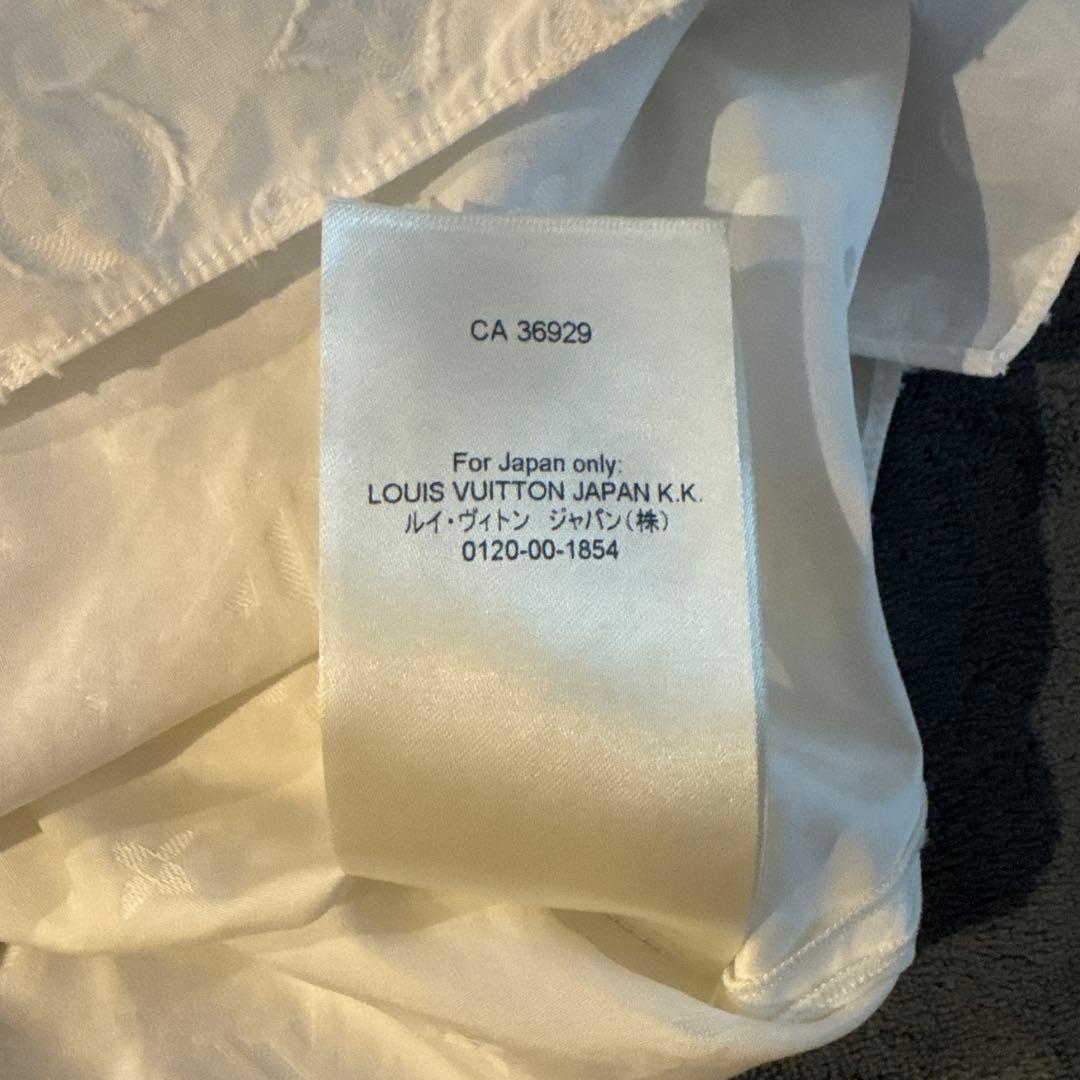 CA 36929
For Japan only:
LOUIS VUITTON JAPAN K.K.
ルイ・ヴィトン ジャパン(株)
0120-00-1854